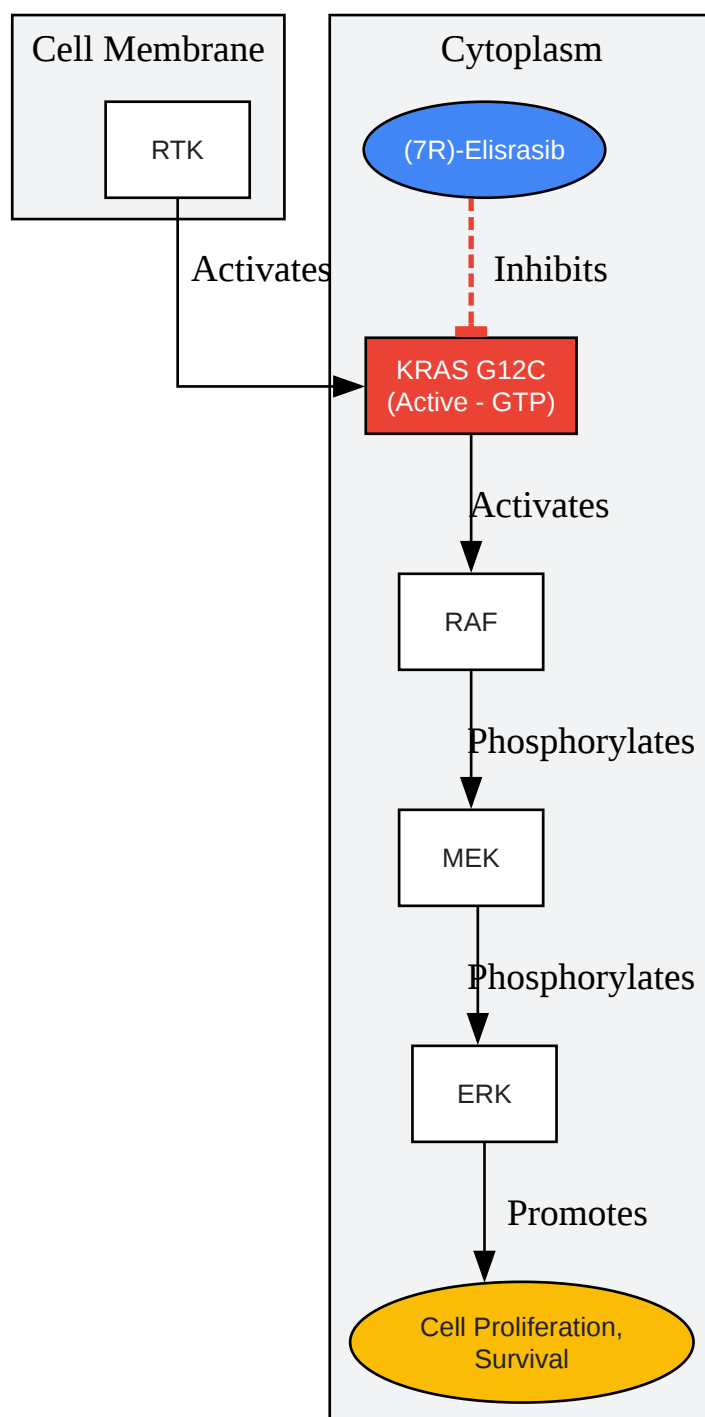 Cell Membrane
Cytoplasm
RTK
(7R)-Elisrasib
Activates
Inhibits
KRAS G12C
(Active - GTP)
Activates
RAF
Phosphorylates
MEK
Phosphorylates
ERK
Promotes
Cell Proliferation,
Survival